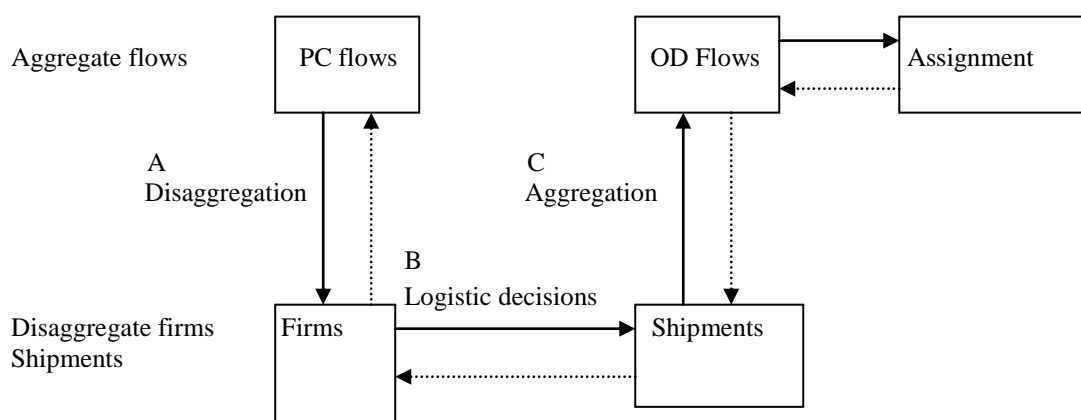 Aggregate flows
PC flows
OD Flows
Assignment
A
Disaggregation
C
Aggregation
B
Logistic decisions
Disaggregate firms
Shipments
Firms
Shipments